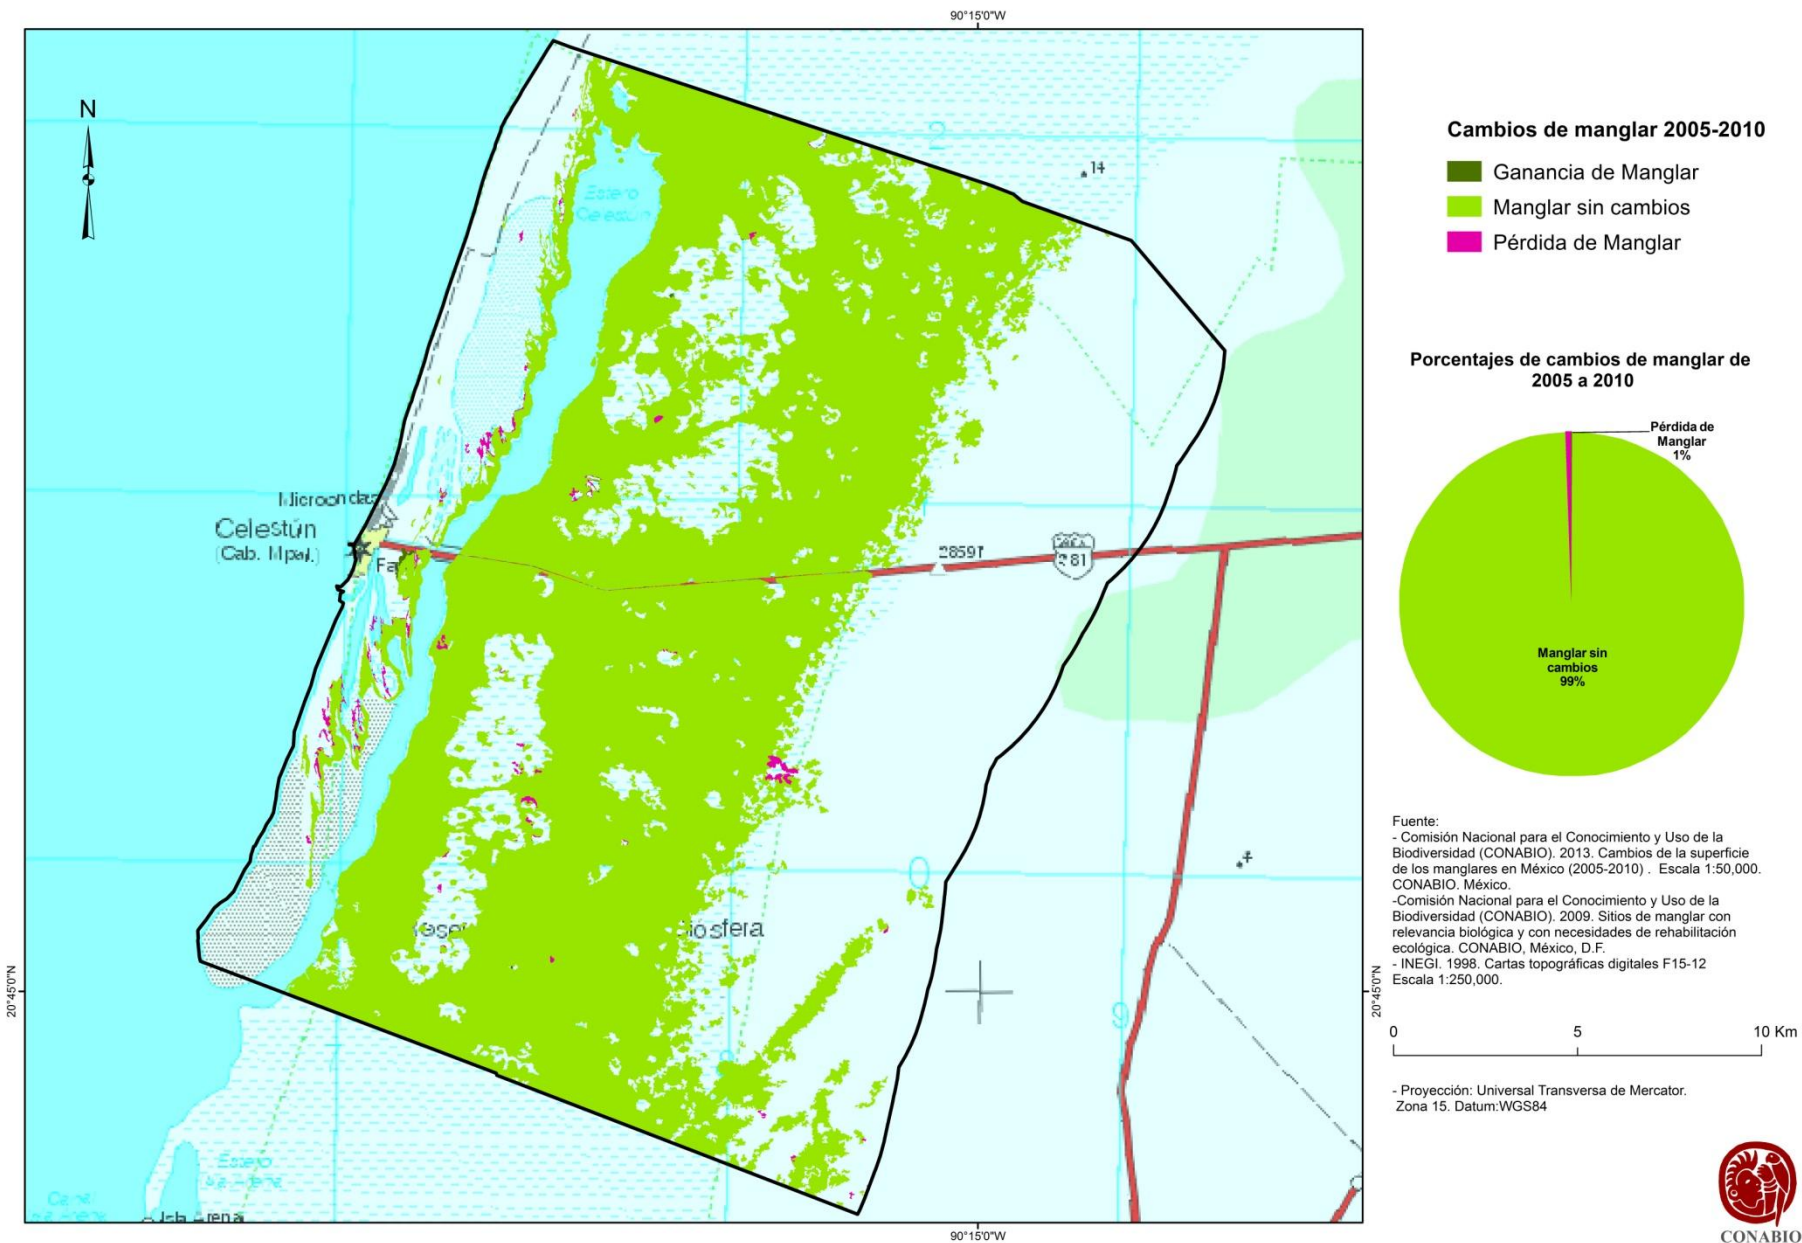 90°15'0"W
N
2
14
Estero
Celestún
Celestún
(Cab. Mpal.)
28591
281
0
9
20°45'0"N
20°45'0"N
90°15'0"W
Cambios de manglar 2005-2010
Ganancia de Manglar
Manglar sin cambios
Pérdida de Manglar
Porcentajes de cambios de manglar de
2005 a 2010
Pérdida de
Manglar
1%
Manglar sin
cambios
99%
Fuente:
- Comisión Nacional para el Conocimiento y Uso de la
Biodiversidad (CONABIO). 2013. Cambios de la superficie
de los manglares en México (2005-2010) . Escala 1:50,000.
CONABIO. México.
-Comisión Nacional para el Conocimiento y Uso de la
Biodiversidad (CONABIO). 2009. Sitios de manglar con
relevancia biológica y con necesidades de rehabilitación
ecológica. CONABIO, México, D.F.
- INEGI. 1998. Cartas topográficas digitales F15-12
Escala 1:250,000.
0 5 10 Km
- Proyección: Universal Transversa de Mercator.
Zona 15. Datum:WGS84
CONABIO